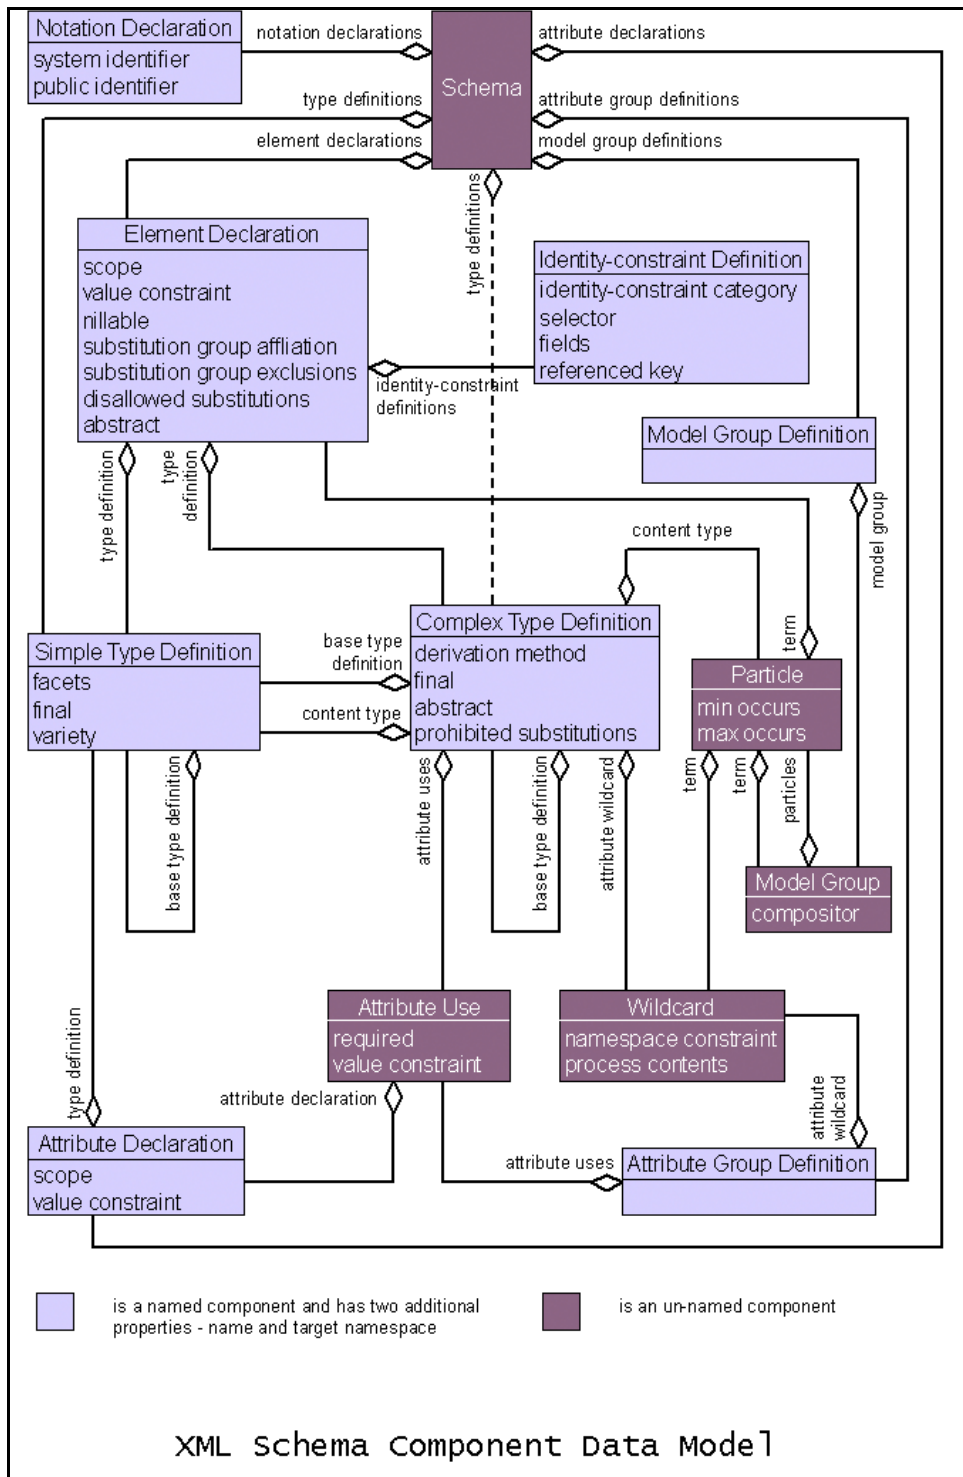 Notation Declaration
system identifier
public identifier
notation declarations
type definitions
element declarations
Schema
attribute declarations
attribute group definitions
model group definitions
type definitions
Element Declaration
scope
value constraint
nillable
substitution group affliation
substitution group exclusions
disallowed substitutions
abstract
Identity-constraint Definition
identity-constraint category
selector
fields
referenced key
identity-constraint
definitions
Model Group Definition
type definition
type
definition
content type
model group
Simple Type Definition
facets
final
variety
base type
definition
content type
Complex Type Definition
derivation method
final
abstract
prohibited substitutions
term
Particle
min occurs
max occurs
base type definition
attribute uses
base type definition
attribute wildcard
term
term
particles
Model Group
compositor
Attribute Use
required
value constraint
Wildcard
namespace constraint
process contents
type definition
attribute declaration
attribute
wildcard
Attribute Declaration
scope
value constraint
attribute uses
Attribute Group Definition
is a named component and has two additional
properties - name and target namespace
is an un-named component
XML Schema Component Data Model